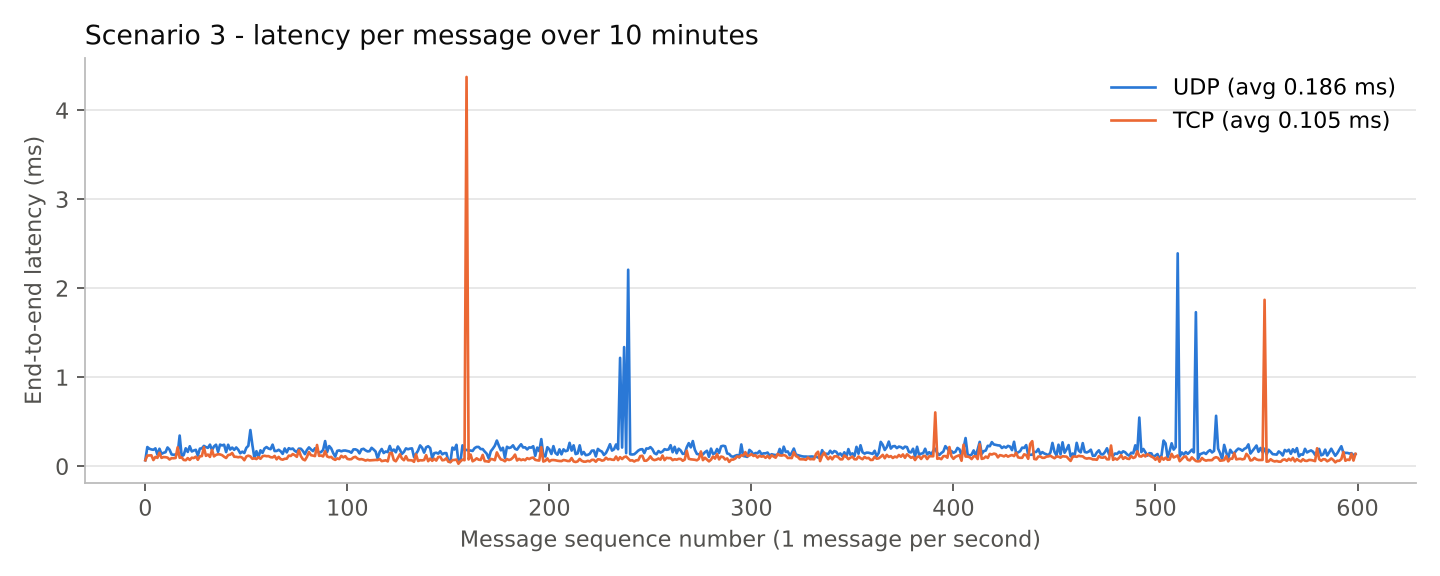 Scenario 3 - latency per message over 10 minutes
UDP (avg 0.186 ms)
TCP (avg 0.105 ms)
End-to-end latency (ms)
4
3
2
1
0
0 100 200 300 400 500 600
Message sequence number (1 message per second)